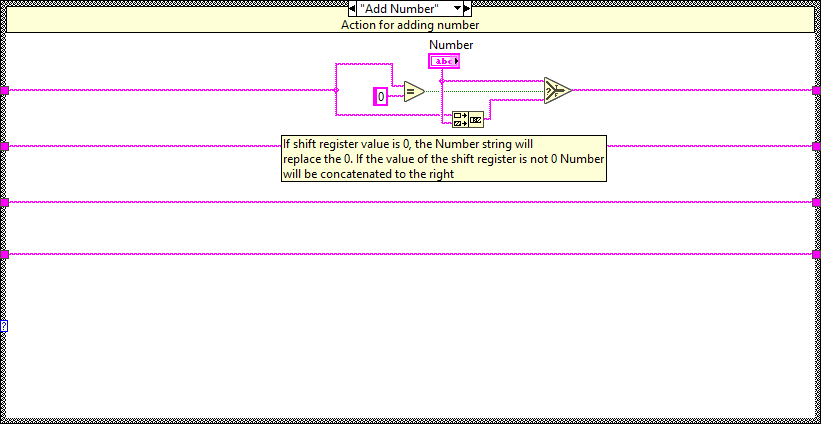 "Add Number"
Action for adding number
Number
abc
0
=
?
T
F
If shift register value is 0, the Number string will
replace the 0. If the value of the shift register is not 0 Number
will be concatenated to the right
?